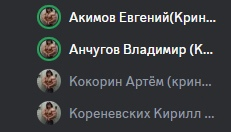 Акимов Евгений(Крин...
Анчугов Владимир (К...
Кокорин Артём (крин...
Кореневских Кирилл ...